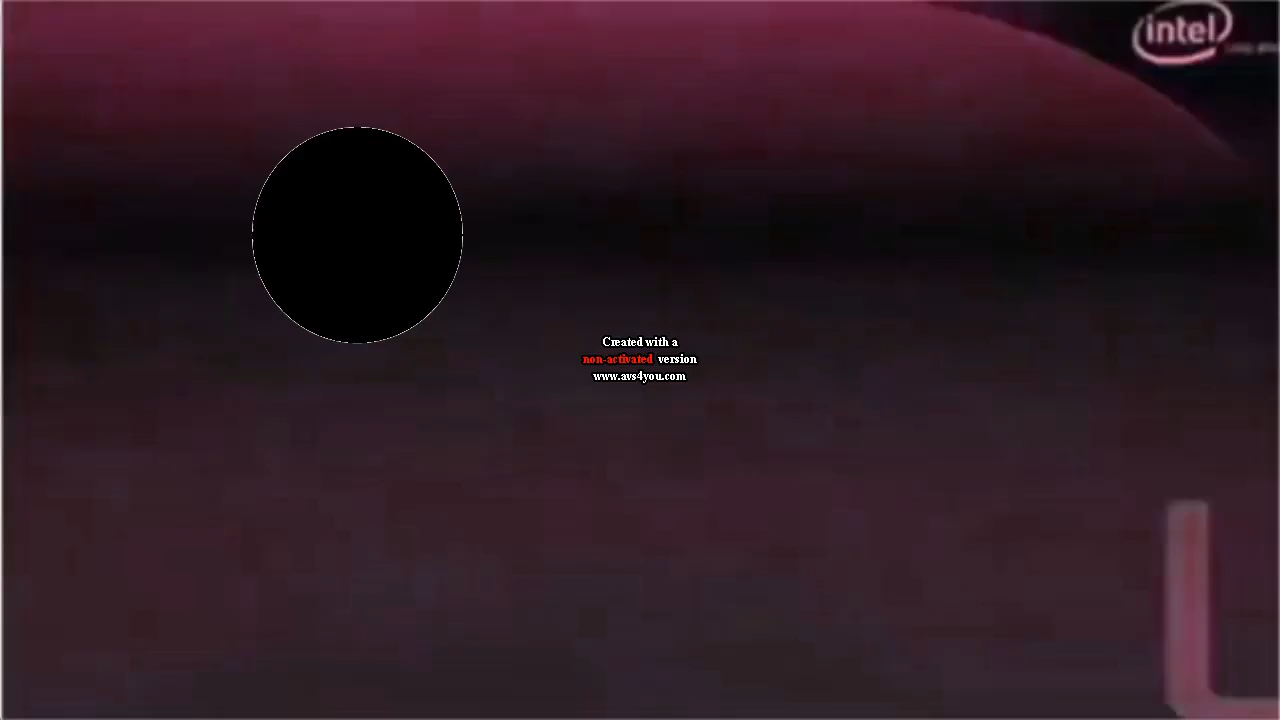 intel
Created with a
non-activated version
www.avs4you.com
L